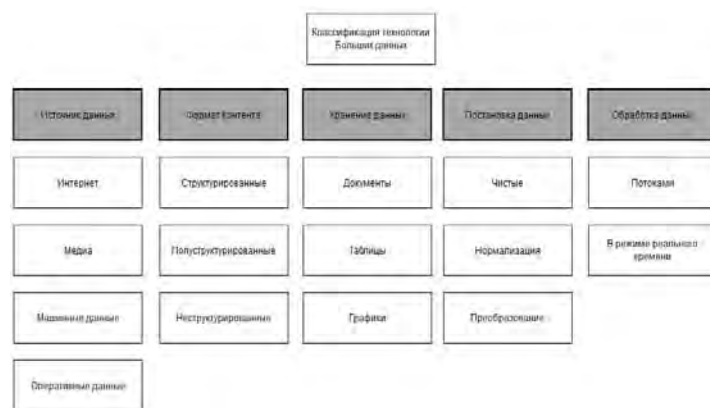 Классификация технологии
Больших данных
Источник данных
Формат Контента
Хранение данных
Постановка данных
Обработка данных
Интернет
Структурированные
Документы
Чистые
Потоками
Медиа
Полуструктурированные
Таблицы
Нормализация
В режиме реального
времени
Машинные данные
Неструктурированные
Графики
Преобразование
Оперативные данные